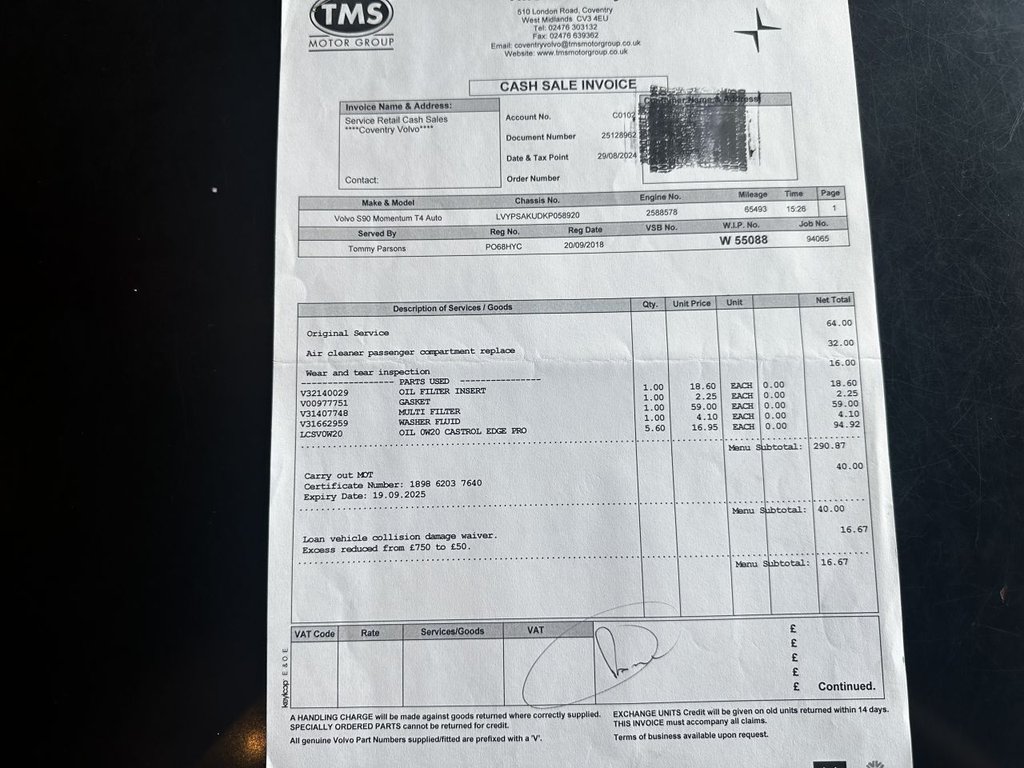 TMS
MOTOR GROUP
510 London Road, Coventry
West Midlands CV3 4EU
Tel: 02476 303132
Fax: 02476 639362
Email: coventryvolvo@tmsmotorgroup.co.uk
Website: www.tmsmotorgroup.co.uk
CASH SALE INVOICE
Invoice Name & Address:
Service Retail Cash Sales
****Coventry Volvo****
Contact:
Account No. C0102
Document Number 25128962
Date & Tax Point 29/08/2024
Order Number
Customer Name & Address
Make & Model Chassis No. Engine No. Mileage Time Page
Volvo S90 Momentum T4 Auto LVYPSAKUDKP058920 2588578 65493 15:26 1
Served By Reg No. Reg Date VSB No. W.I.P. No. Job No.
Tommy Parsons PO68HYC 20/09/2018 W 55088 94065
Description of Services / Goods Qty. Unit Price Unit Net Total
Original Service 64.00
Air cleaner passenger compartment replace 32.00
Wear and tear inspection 16.00
------------------- PARTS USED ----------------
V32140029 OIL FILTER INSERT 1.00 18.60 EACH 0.00 18.60
V00977751 GASKET 1.00 2.25 EACH 0.00 2.25
V31407748 MULTI FILTER 1.00 59.00 EACH 0.00 59.00
V31662959 WASHER FLUID 1.00 4.10 EACH 0.00 4.10
LCSV0W20 OIL 0W20 CASTROL EDGE PRO 5.60 16.95 EACH 0.00 94.92
Menu Subtotal: 290.87
Carry out MOT 40.00
Certificate Number: 1898 6203 7640
Expiry Date: 19.09.2025
Menu Subtotal: 40.00
Loan vehicle collision damage waiver. 16.67
Excess reduced from £750 to £50.
Menu Subtotal: 16.67
VAT Code Rate Services/Goods VAT
£
£
£
£
£ Continued.
keyloop E. & O. E.
A HANDLING CHARGE will be made against goods returned where correctly supplied.
SPECIALLY ORDERED PARTS cannot be returned for credit.
All genuine Volvo Part Numbers supplied/fitted are prefixed with a 'V'.
EXCHANGE UNITS Credit will be given on old units returned within 14 days.
THIS INVOICE must accompany all claims.
Terms of business available upon request.